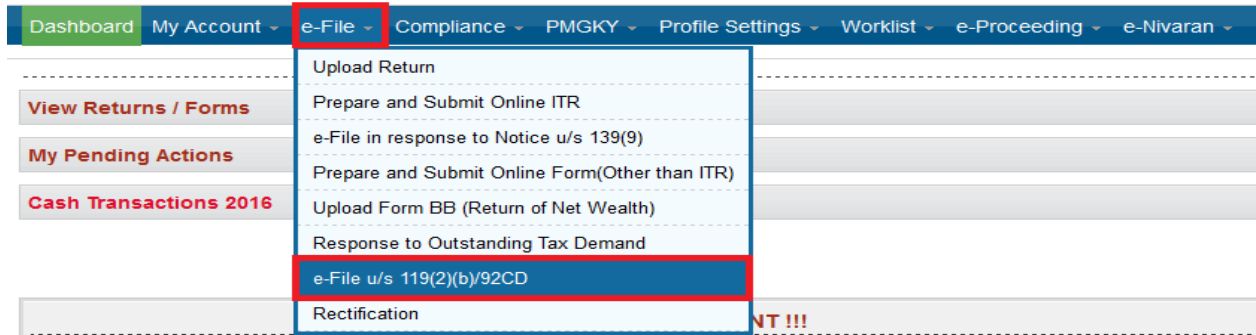 Dashboard My Account e-File Compliance PMGKY Profile Settings Worklist e-Proceeding e-Nivaran
Upload Return
View Returns / Forms
Prepare and Submit Online ITR
e-File in response to Notice u/s 139(9)
My Pending Actions
Prepare and Submit Online Form(Other than ITR)
Cash Transactions 2016
Upload Form BB (Return of Net Wealth)
Response to Outstanding Tax Demand
e-File u/s 119(2)(b)/92CD
Rectification
NT !!!